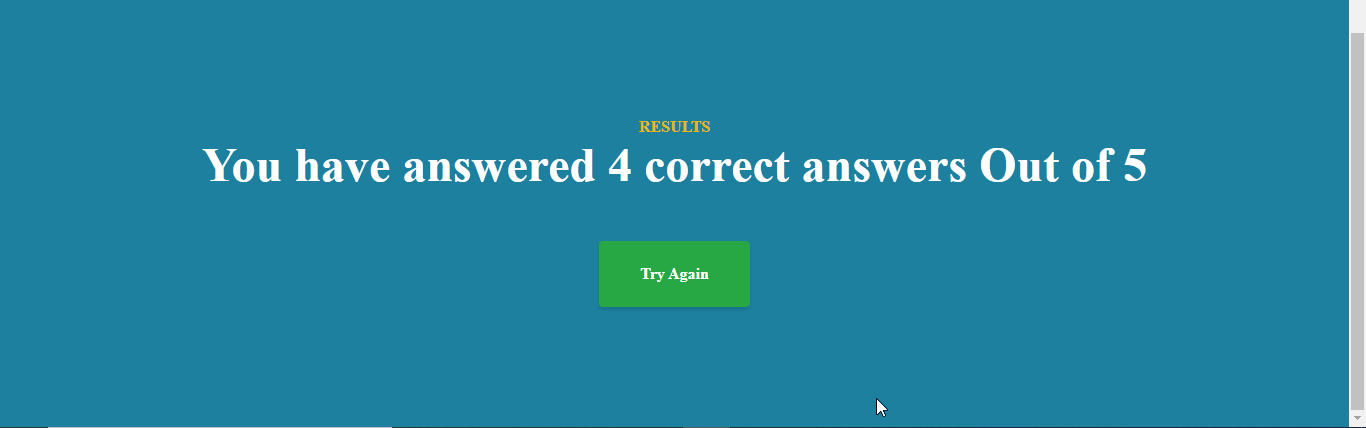 RESULTS
You have answered 4 correct answers Out of 5
Try Again